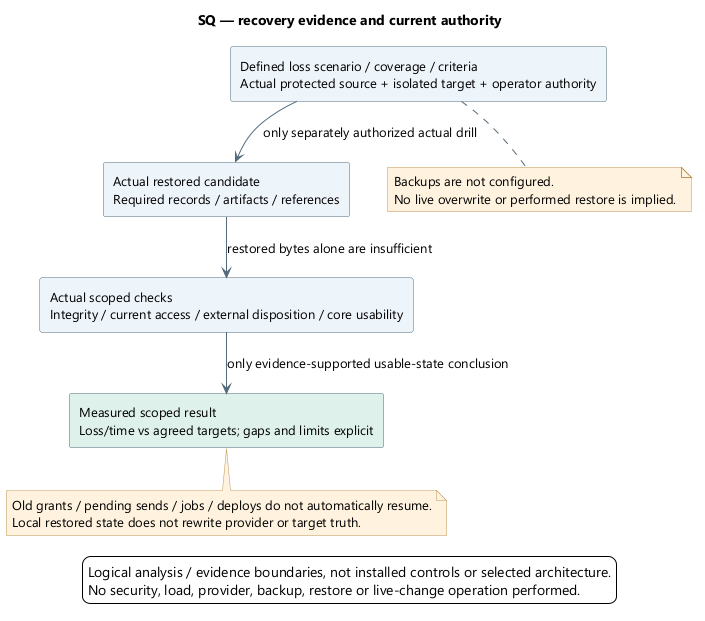 SQ — recovery evidence and current authority
Defined loss scenario / coverage / criteria
Actual protected source + isolated target + operator authority
only separately authorized actual drill
Actual restored candidate
Required records / artifacts / references
Backups are not configured.
No live overwrite or performed restore is implied.
restored bytes alone are insufficient
Actual scoped checks
Integrity / current access / external disposition / core usability
only evidence-supported usable-state conclusion
Measured scoped result
Loss/time vs agreed targets; gaps and limits explicit
Old grants / pending sends / jobs / deploys do not automatically resume.
Local restored state does not rewrite provider or target truth.
Logical analysis / evidence boundaries, not installed controls or selected architecture.
No security, load, provider, backup, restore or live-change operation performed.